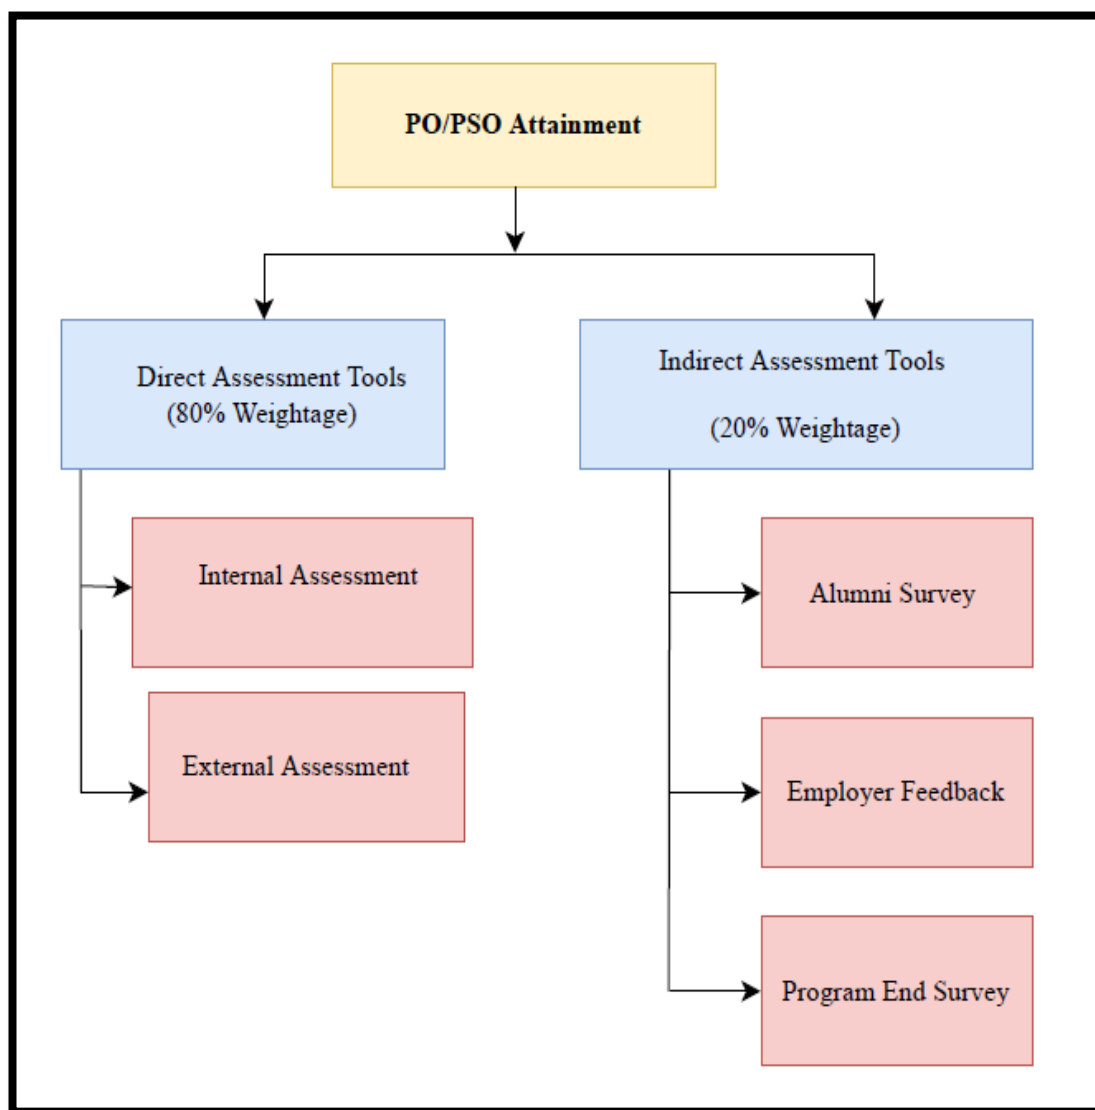 PO/PSO Attainment
Direct Assessment Tools
(80% Weightage)
Indirect Assessment Tools
(20% Weightage)
Internal Assessment
External Assessment
Alumni Survey
Employer Feedback
Program End Survey